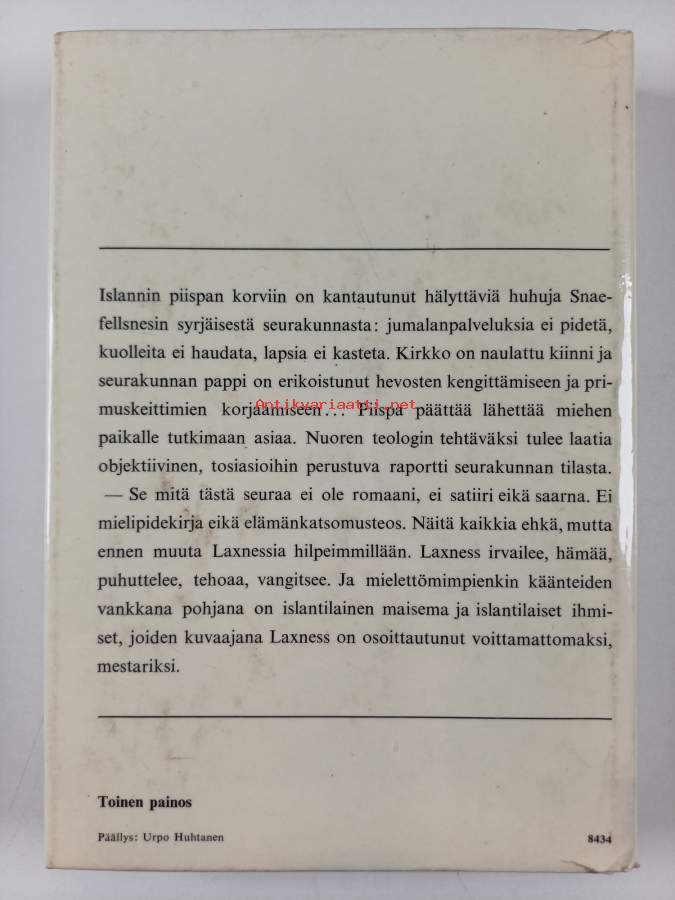 Islannin piispan korviin on kantautunut hälyttäviä huhuja Snae-
fellsnesin syrjäisestä seurakunnasta: jumalanpalveluksia ei pidetä,
kuolleita ei haudata, lapsia ei kasteta. Kirkko on naulattu kiinni ja
seurakunnan pappi on erikoistunut hevosten kengittämiseen ja pri-
muskeittimien korjaamiseen... Piispa päättää lähettää miehen
Antikvariaatti.net
paikalle tutkimaan asiaa. Nuoren teologin tehtäväksi tulee laatia
objektiivinen, tosiasioihin perustuva raportti seurakunnan tilasta.
— Se mitä tästä seuraa ei ole romaani, ei satiiri eikä saarna. Ei
mielipidekirja eikä elämänkatsomusteos. Näitä kaikkia ehkä, mutta
ennen muuta Laxnessia hilpeimmillään. Laxness irvailee, hämää,
puhuttelee, tehoaa, vangitsee. Ja mielettömimpienkin käänteiden
vankkana pohjana on islantilainen maisema ja islantilaiset ihmi-
set, joiden kuvaajana Laxness on osoittautunut voittamattomaksi,
mestariksi.
Toinen painos
Päällys: Urpo Huhtanen
8434